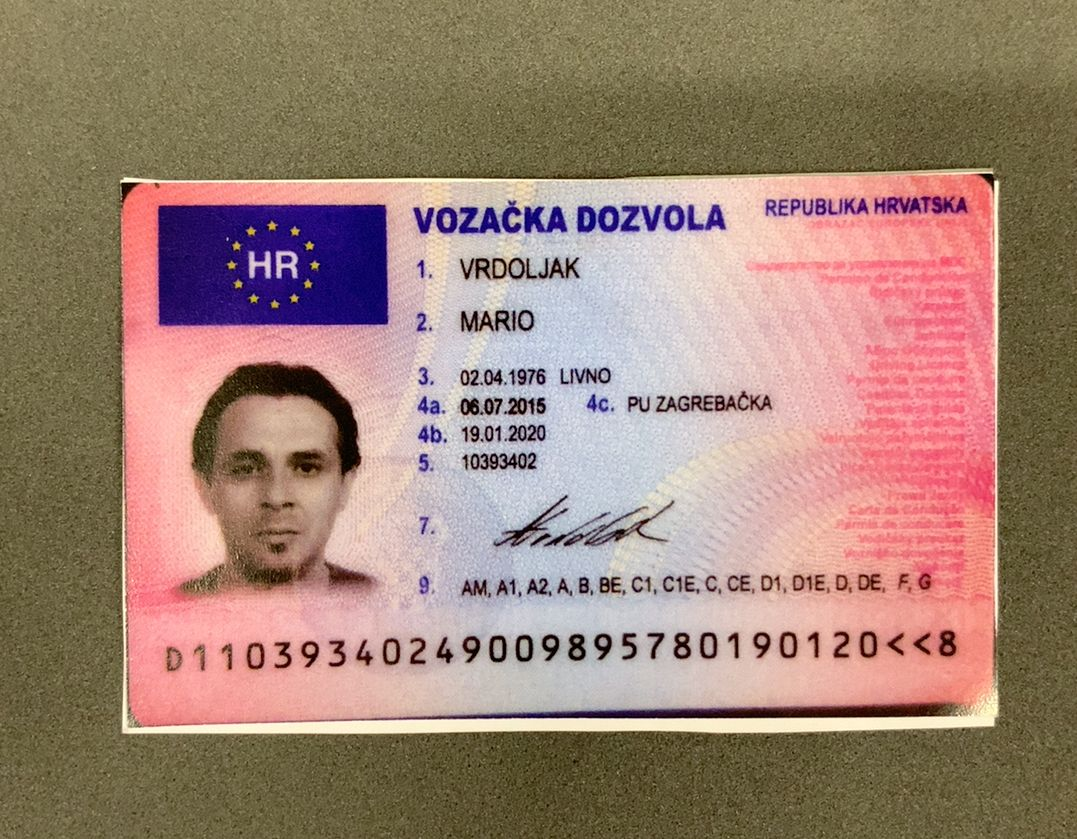 HR
VOZAČKA DOZVOLA
REPUBLIKA HRVATSKA
1. VRDOLJAK
2. MARIO
3. 02.04.1976 LIVNO
4a. 06.07.2015 4c. PU ZAGREBAČKA
4b. 19.01.2020
5. 10393402
7.
9. AM, A1, A2, A, B, BE, C1, C1E, C, CE, D1, D1E, D, DE, F, G
D11039340249009895780190120<<8